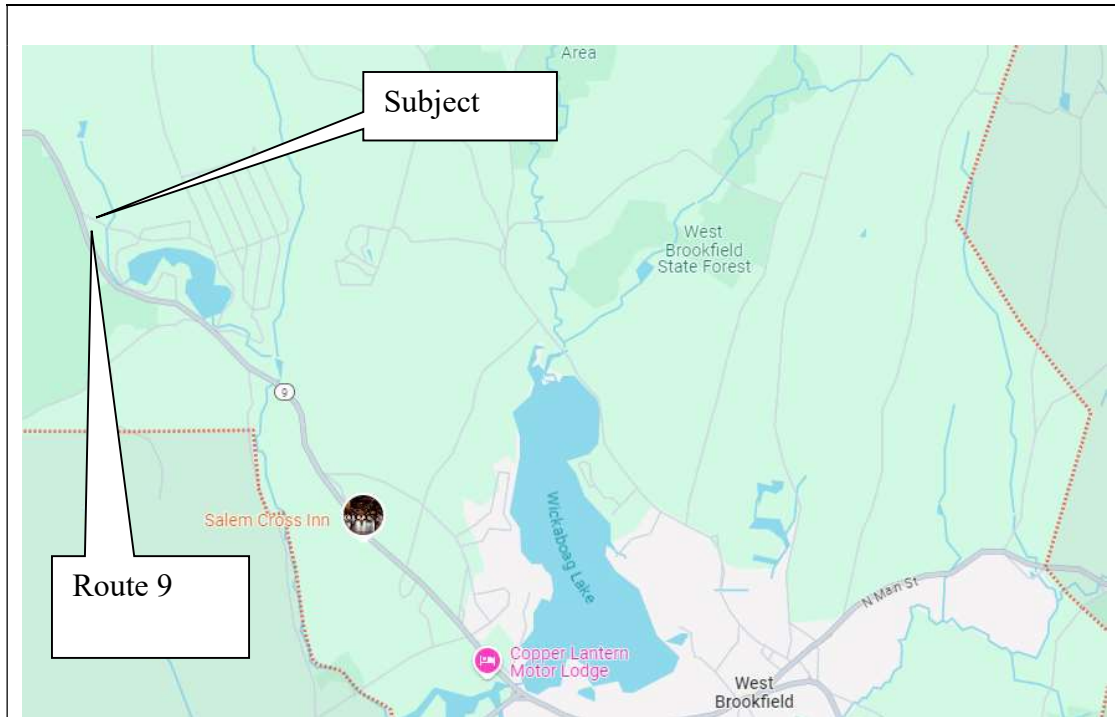 Area
Subject
West
Brookfield
State Forest
9
Salem Cross Inn
Wickaboag Lake
Route 9
N Main St
Copper Lantern
Motor Lodge
West
Brookfield